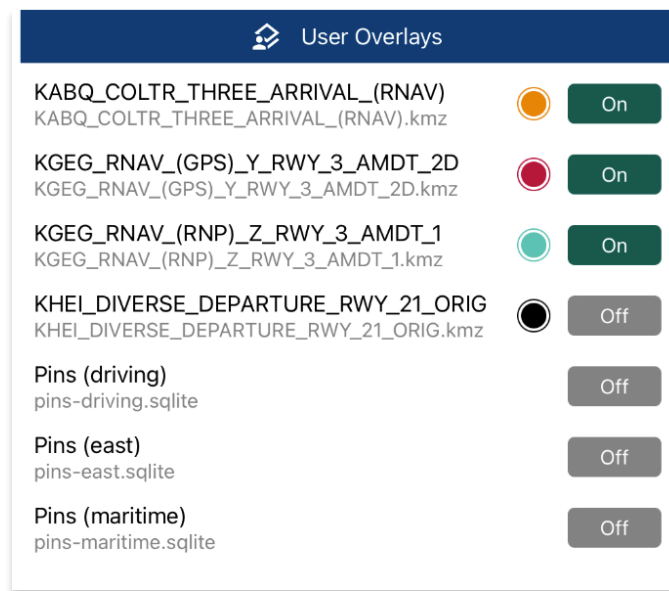 User Overlays
KABQ_COLTR_THREE_ARRIVAL_(RNAV)
On
KABQ_COLTR_THREE_ARRIVAL_(RNAV).kmz
KGEG_RNAV_(GPS)_Y_RWY_3_AMDT_2D
On
KGEG_RNAV_(GPS)_Y_RWY_3_AMDT_2D.kmz
KGEG_RNAV_(RNP)_Z_RWY_3_AMDT_1
On
KGEG_RNAV_(RNP)_Z_RWY_3_AMDT_1.kmz
KHEI_DIVERSE_DEPARTURE_RWY_21_ORIG
Off
KHEI_DIVERSE_DEPARTURE_RWY_21_ORIG.kmz
Pins (driving)
Off
pins-driving.sqlite
Pins (east)
Off
pins-east.sqlite
Pins (maritime)
Off
pins-maritime.sqlite